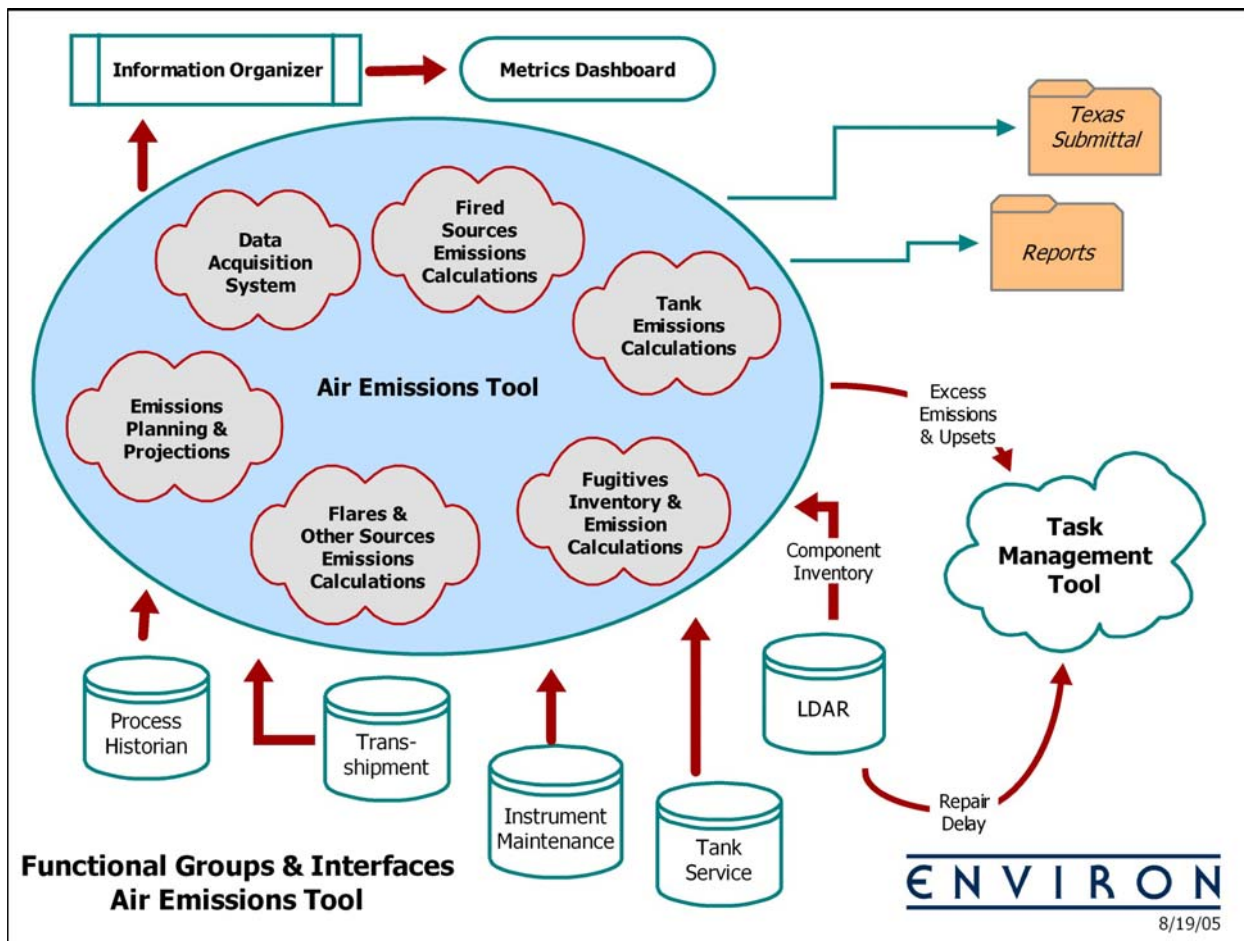 Information Organizer
Metrics Dashboard
Texas
Submittal
Reports
Data
Acquisition
System
Fired
Sources
Emissions
Calculations
Tank
Emissions
Calculations
Air Emissions Tool
Emissions
Planning &
Projections
Flares &
Other Sources
Emissions
Calculations
Fugitives
Inventory &
Emission
Calculations
Excess
Emissions
& Upsets
Component
Inventory
Task
Management
Tool
Process
Historian
Trans-
shipment
Instrument
Maintenance
Tank
Service
LDAR
Repair
Delay
Functional Groups & Interfaces
Air Emissions Tool
ENVIRON
8/19/05